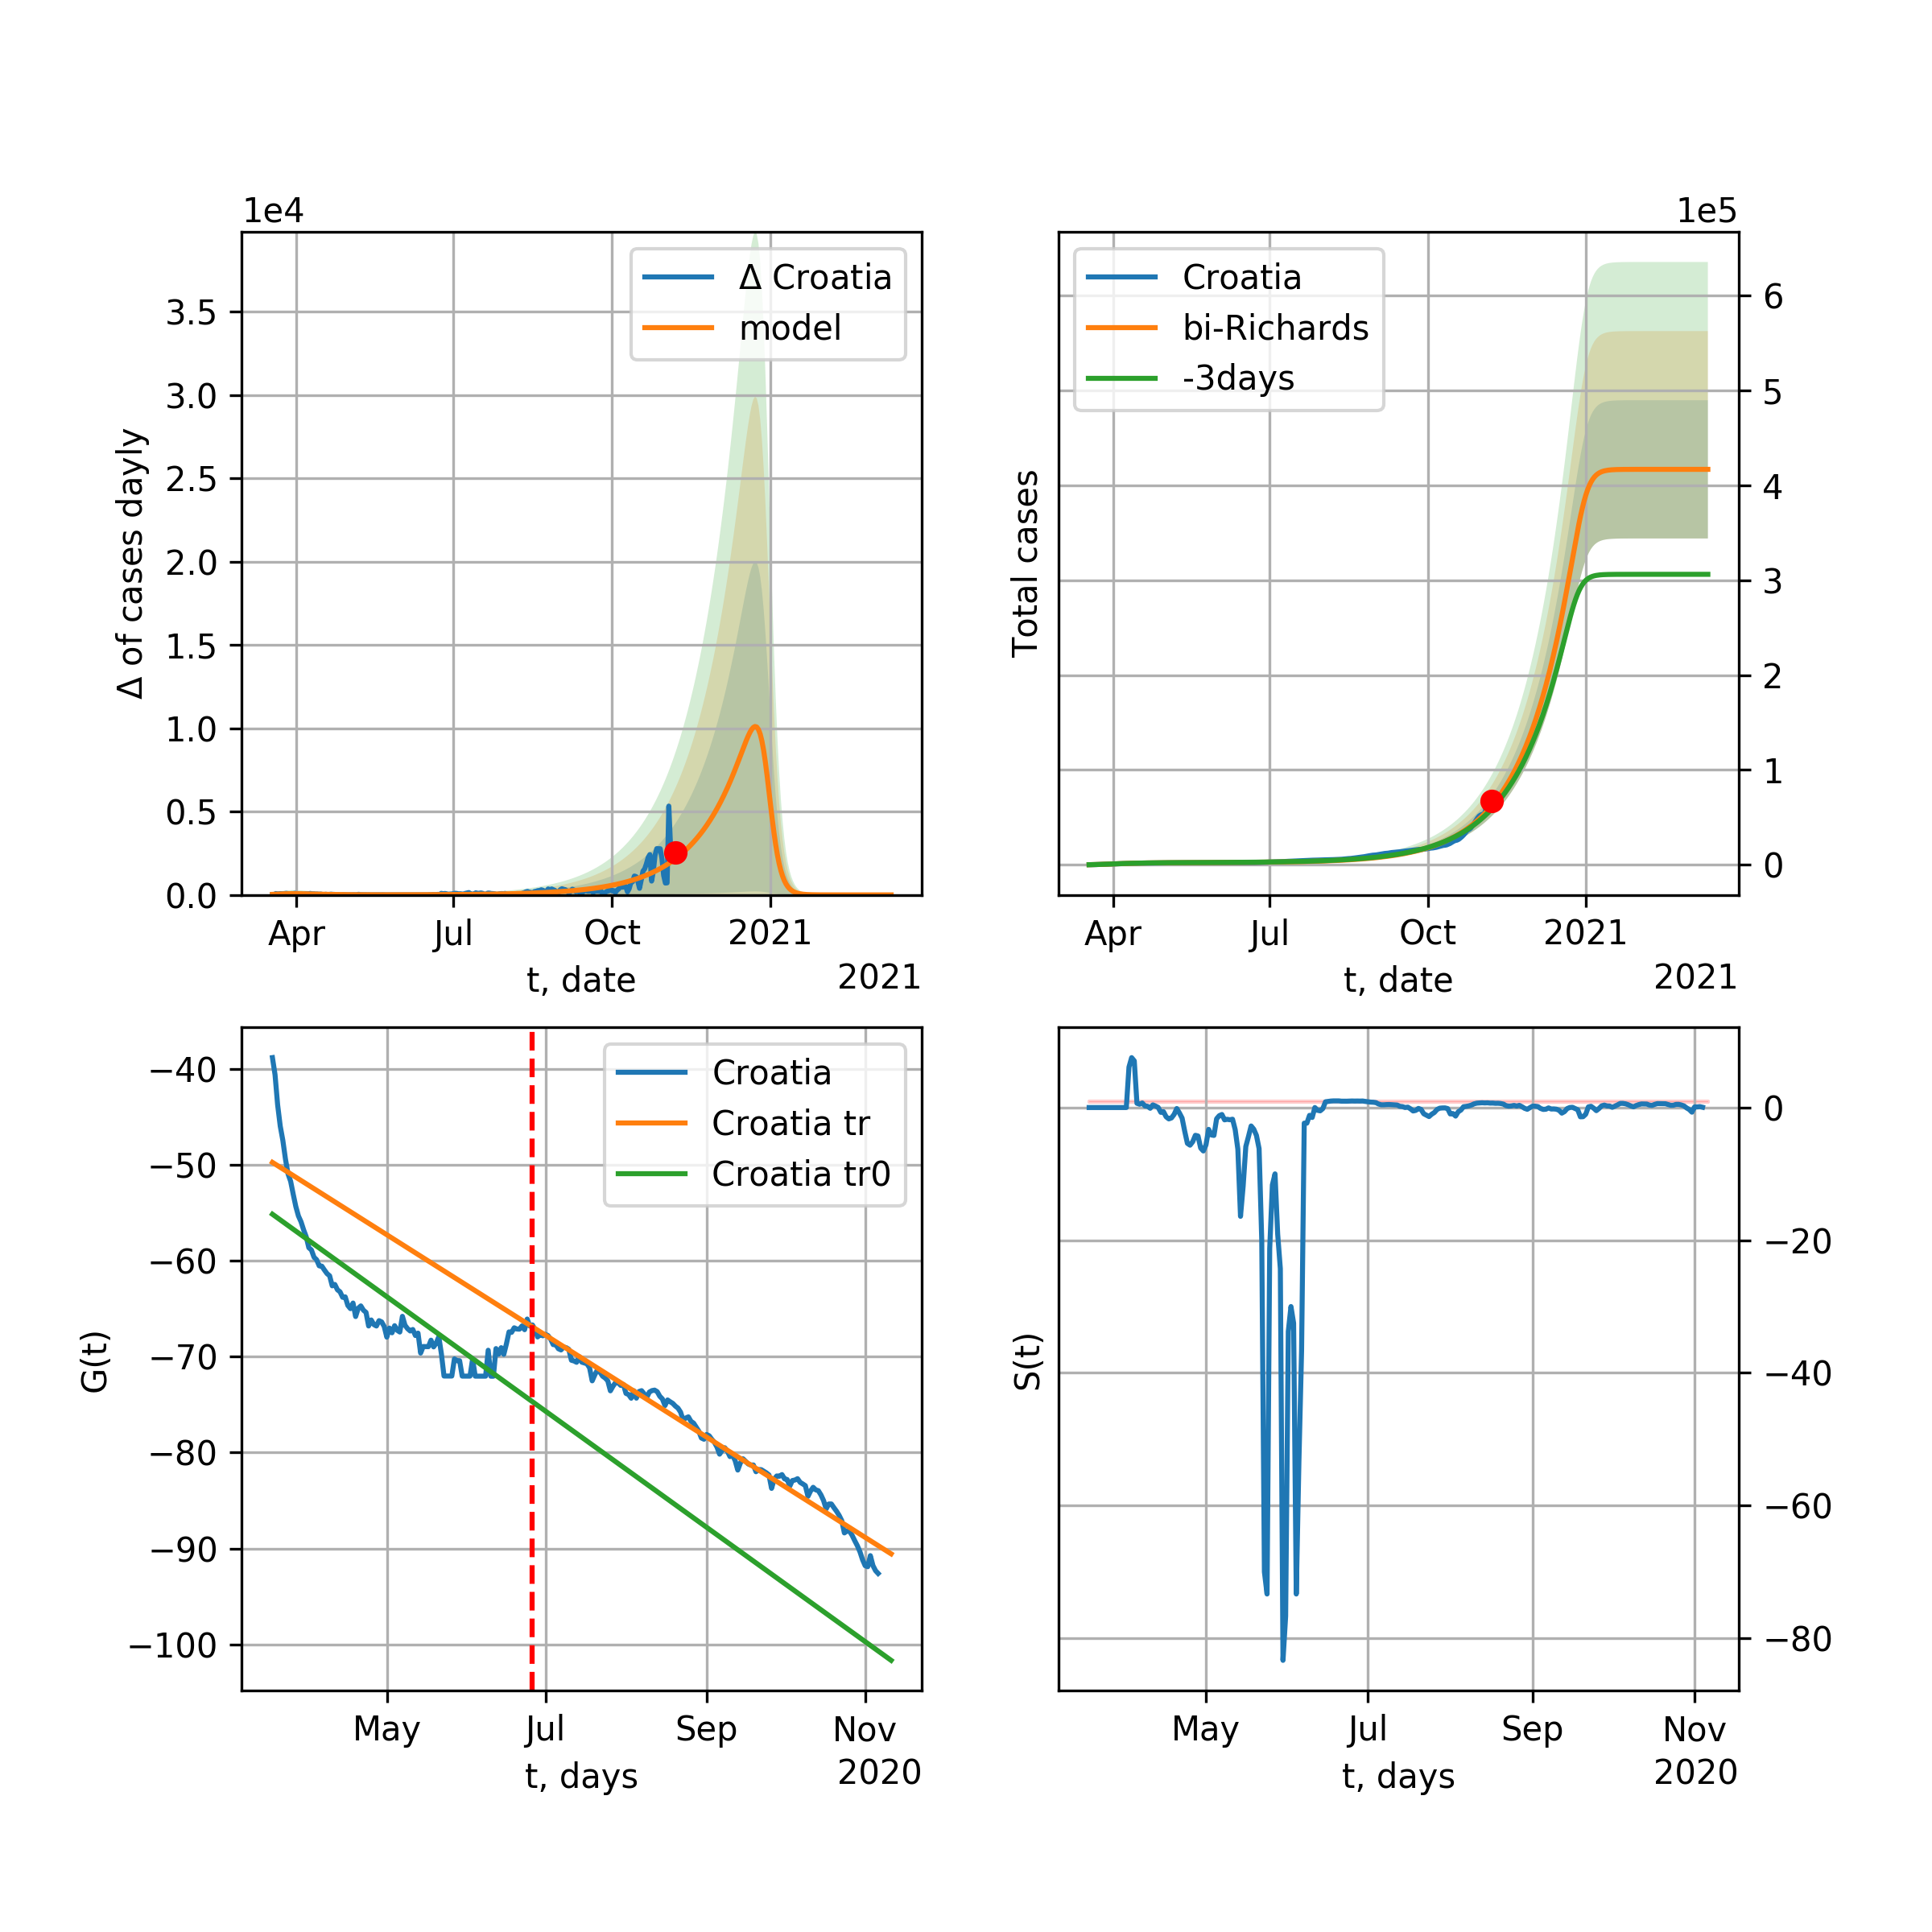 1e4
Δ of cases dayly
3.5
3.0
2.5
2.0
1.5
1.0
0.5
0.0
Δ Croatia
model
Apr Jul Oct 2021
t, date 2021
1e5
Total cases
Croatia
bi-Richards
-3days
6
5
4
3
2
1
0
Apr Jul Oct 2021
t, date 2021
G(t)
−40
−50
−60
−70
−80
−90
−100
Croatia
Croatia tr
Croatia tr0
May Jul Sep Nov
t, days 2020
S(t)
0
−20
−40
−60
−80
May Jul Sep Nov
t, days 2020